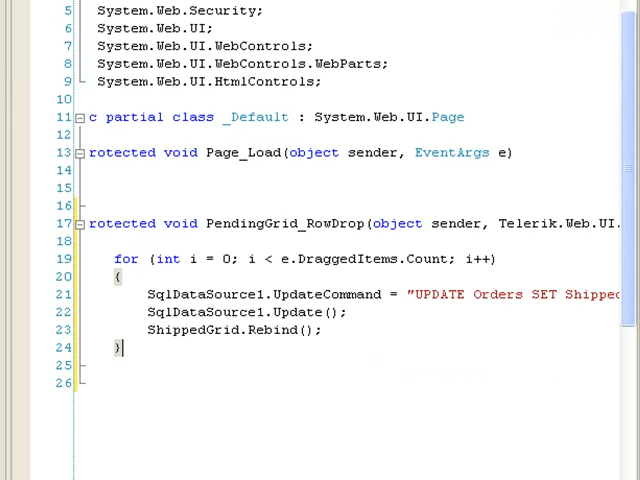 5 System.Web.Security;
6 System.Web.UI;
7 System.Web.UI.WebControls;
8 System.Web.UI.WebControls.WebParts;
9 System.Web.UI.HtmlControls;
10
11 c partial class _Default : System.Web.UI.Page
12
13 rotected void Page_Load(object sender, EventArgs e)
14
15
16
17 rotected void PendingGrid_RowDrop(object sender, Telerik.Web.UI.
18
19 for (int i = 0; i < e.DraggedItems.Count; i++)
20 {
21 SqlDataSource1.UpdateCommand = "UPDATE Orders SET Shipped
22 SqlDataSource1.Update();
23 ShippedGrid.Rebind();
24 }
25
26